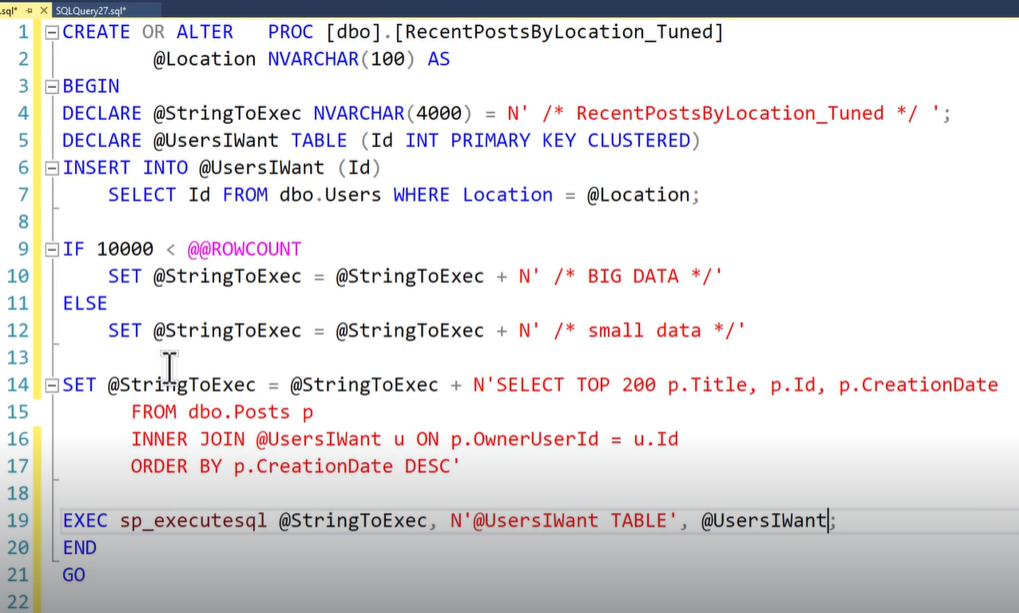 .sql* SQLQuery27.sql*
1 CREATE OR ALTER   PROC [dbo].[RecentPostsByLocation_Tuned]
2         @Location NVARCHAR(100) AS
3 BEGIN
4 DECLARE @StringToExec NVARCHAR(4000) = N' /* RecentPostsByLocation_Tuned */ ';
5 DECLARE @UsersIWant TABLE (Id INT PRIMARY KEY CLUSTERED)
6 INSERT INTO @UsersIWant (Id)
7     SELECT Id FROM dbo.Users WHERE Location = @Location;
8
9 IF 10000 < @@ROWCOUNT
10     SET @StringToExec = @StringToExec + N' /* BIG DATA */'
11 ELSE
12     SET @StringToExec = @StringToExec + N' /* small data */'
13
14 SET @StringToExec = @StringToExec + N'SELECT TOP 200 p.Title, p.Id, p.CreationDate
15       FROM dbo.Posts p
16       INNER JOIN @UsersIWant u ON p.OwnerUserId = u.Id
17       ORDER BY p.CreationDate DESC'
18
19 EXEC sp_executesql @StringToExec, N'@UsersIWant TABLE', @UsersIWant;
20 END
21 GO
22